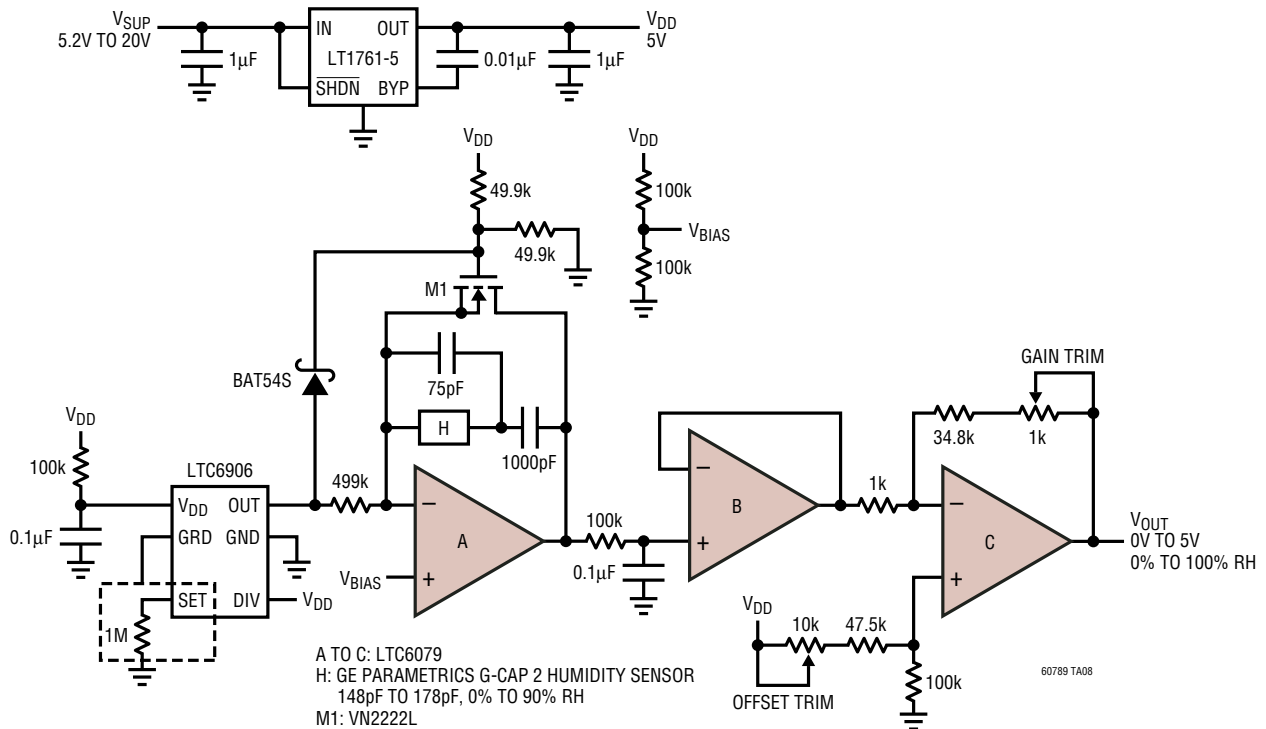 VSUP
5.2V TO 20V
1µF
IN
OUT
LT1761-5
SHDN
BYP
0.01µF
1µF
VDD
5V
VDD
49.9k
49.9k
VDD
100k
VBIAS
100k
M1
BAT54S
75pF
H
1000pF
GAIN TRIM
34.8k
1k
VDD
100k
0.1µF
LTC6906
VDD
OUT
GRD
GND
SET
DIV
VDD
1M
499k
−
A
+
VBIAS
100k
0.1µF
−
B
+
1k
−
C
+
VOUT
0V TO 5V
0% TO 100% RH
VDD
10k
47.5k
OFFSET TRIM
100k
A TO C: LTC6079
H: GE PARAMETRICS G-CAP 2 HUMIDITY SENSOR
148pF TO 178pF, 0% TO 90% RH
M1: VN2222L
60789 TA08